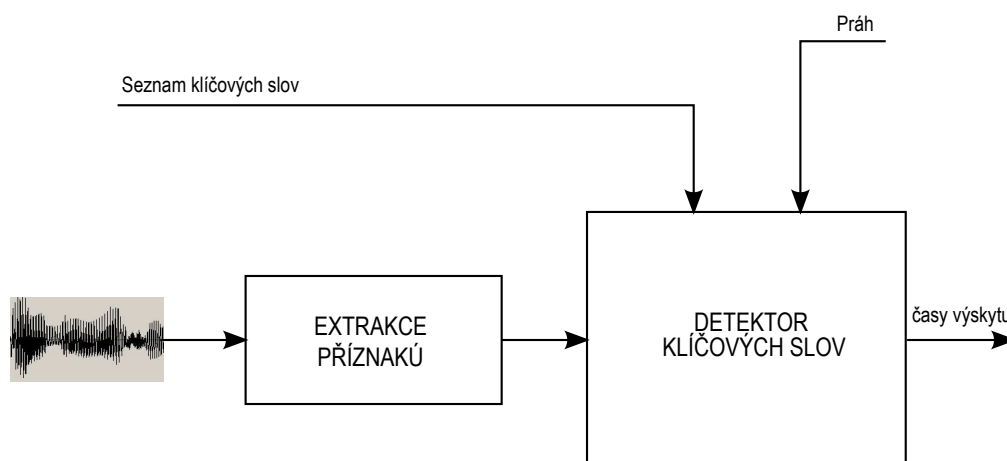 Práh
Seznam klíčových slov
EXTRAKCE
PŘÍZNAKŮ
DETEKTOR
KLÍČOVÝCH SLOV
časy výskytu